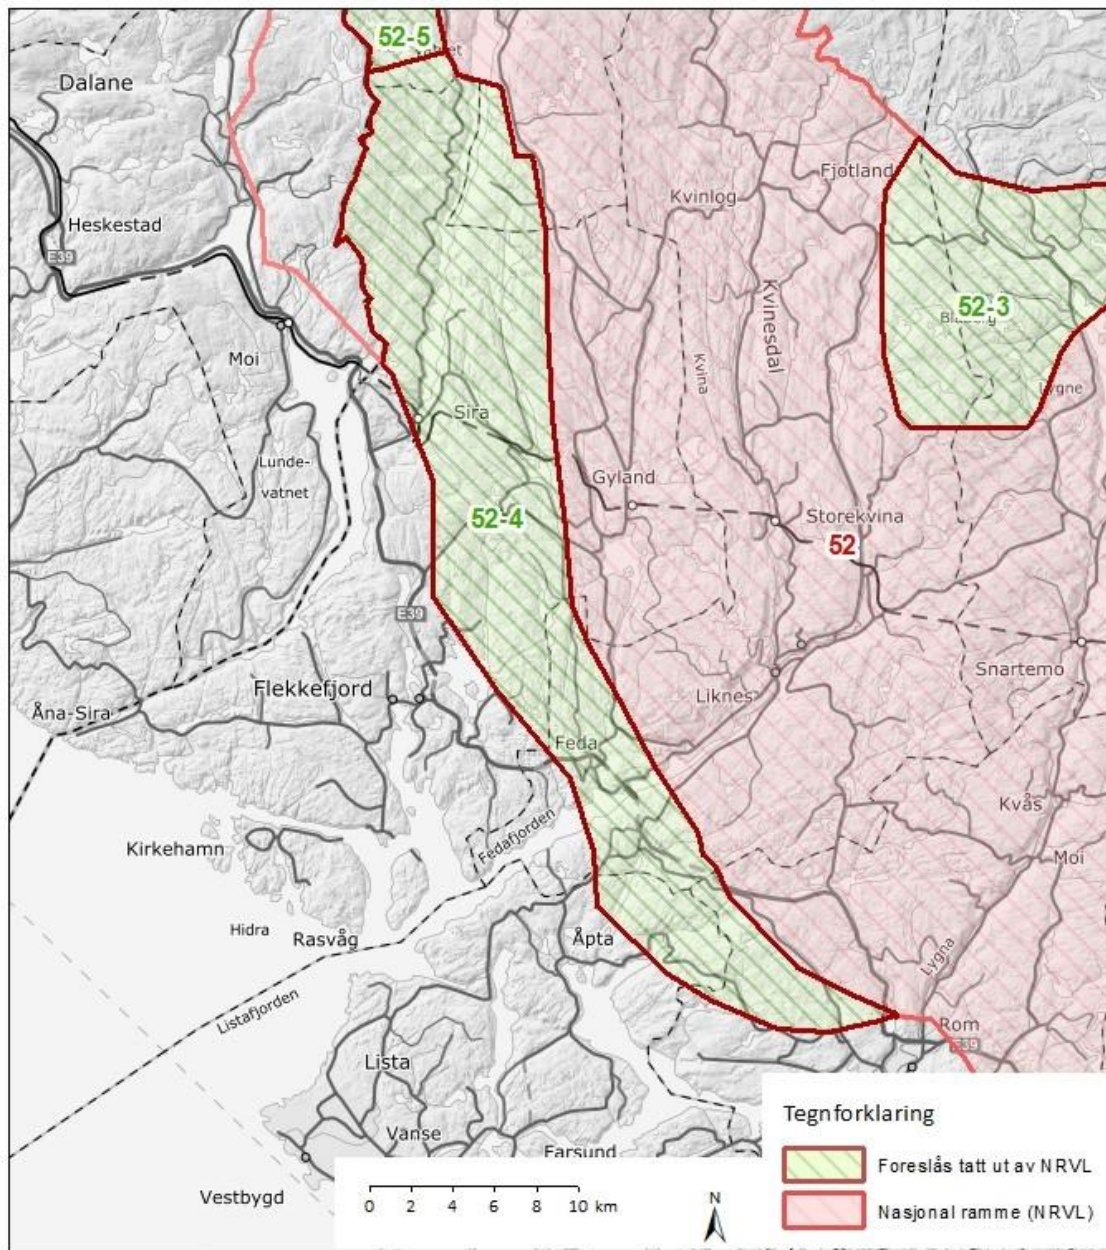 52-5
Dalane
Fjotland
Kvinlog
Heskestad
E39
52-3
Kvinesdal
Moi
Kvina
Lygne
Sira
Lunde-
vatnet
Gyland
52-4
Storekvina
52
E39
Snartemo
Flekkefjord
Liknes
Åna-Sira
Feda
Kvås
Fedafjorden
Kirkehamn
Moi
Hidra
Rasvåg
Åpta
Lygna
Listafjorden
Rom
E39
Lista
Vanse
Farsund
Vestbygd
Tegnforklaring
Foreslås tatt ut av NRVL
Nasjonal ramme (NRVL)
0 2 4 6 8 10 km
N